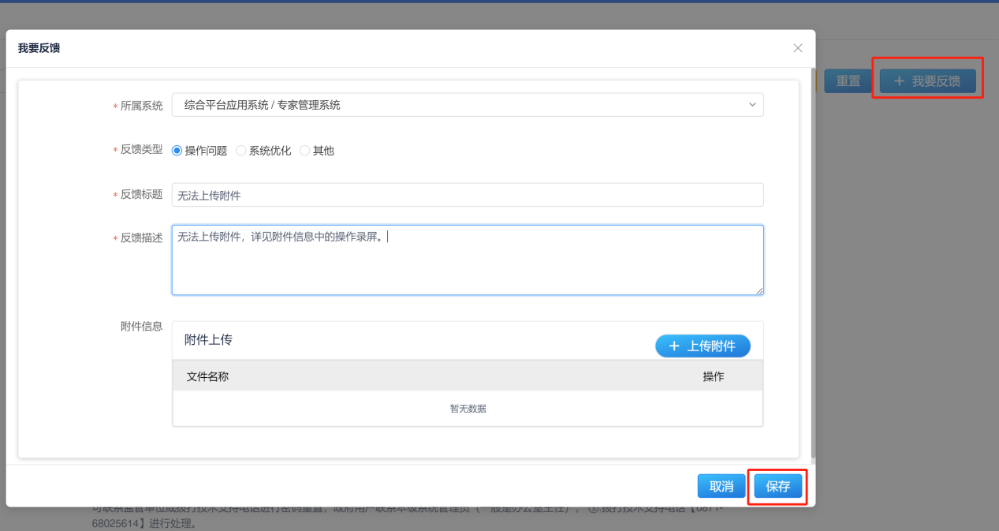 我要反馈
重置
+ 我要反馈
* 所属系统 综合平台应用系统 / 专家管理系统
* 反馈类型 操作问题 系统优化 其他
* 反馈标题 无法上传附件
* 反馈描述 无法上传附件，详见附件信息中的操作录屏。
附件信息
附件上传
+ 上传附件
文件名称 操作
暂无数据
取消 保存
可联系监管单位或拨打技术支持电话进行密码重置，政府用户联系本级系统管理员（一般是办公室主任），③.拨打技术支持电话【0871-
68025614】进行处理。